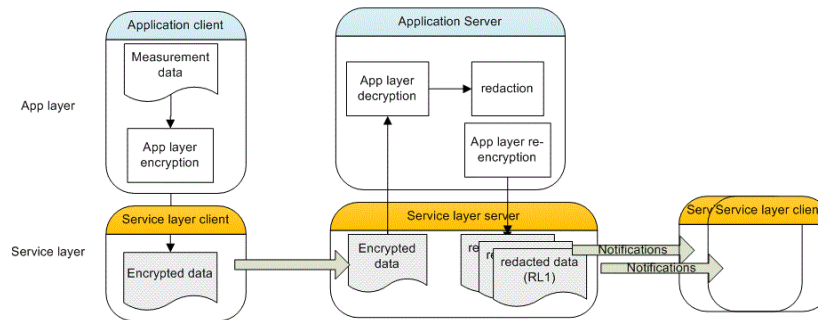 Application client
Application Server
Measurement
data
App layer
decryption
redaction
App layer
App layer
encryption
App layer re-
encryption
Service layer client
Service layer server
Service layer client
Service layer
Encrypted data
Encrypted
data
re
re
redacted data
(RL1)
Notifications
Notifications